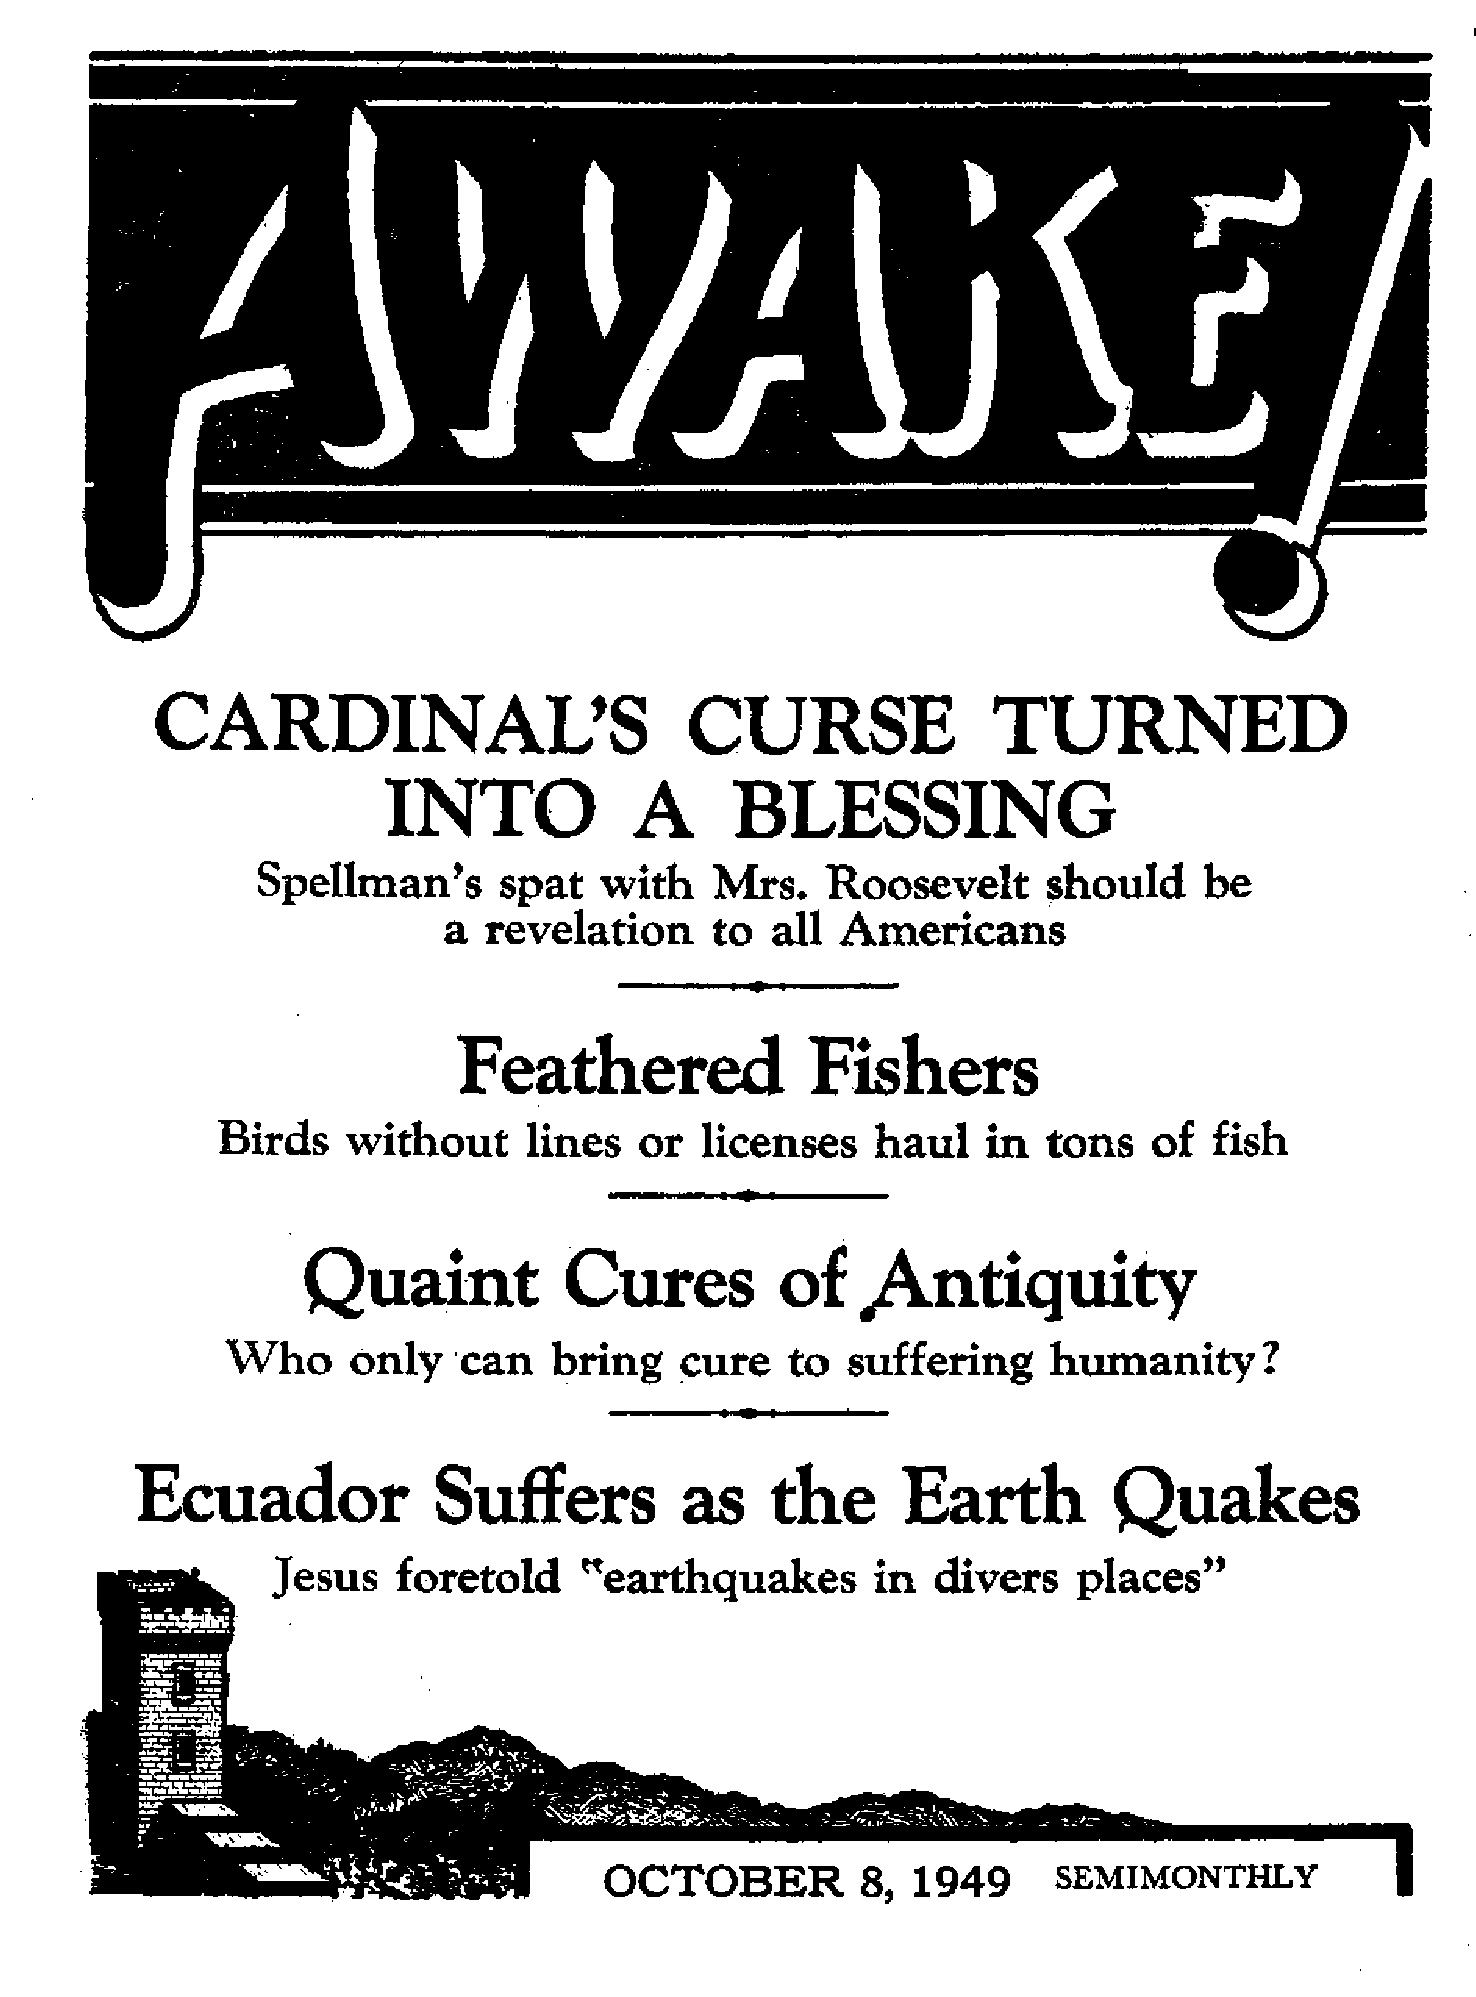 AWAKE!
CARDINAL'S CURSE TURNED
INTO A BLESSING
Spellman's spat with Mrs. Roosevelt should be
a revelation to all Americans
Feathered Fishers
Birds without lines or licenses haul in tons of fish
Quaint Cures of Antiquity
Who only can bring cure to suffering humanity?
Ecuador Suffers as the Earth Quakes
Jesus foretold "earthquakes in divers places"
OCTOBER 8, 1949 SEMIMONTHLY